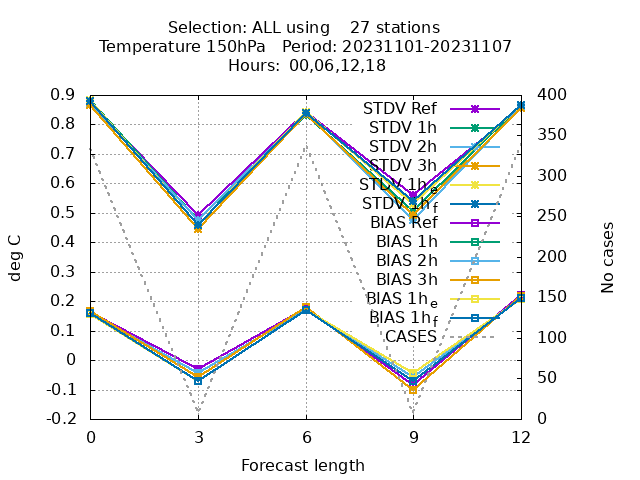 Selection: ALL using    27 stations
Temperature 150hPa   Period: 20231101-20231107
Hours: 00,06,12,18
0.9
0.8
0.7
0.6
0.5
0.4
0.3
0.2
0.1
0
-0.1
-0.2
deg C
400
350
300
250
200
150
100
50
0
No cases
STDV Ref
STDV 1h
STDV 2h
STDV 3h
STDV 1h_e
STDV 1h_f
BIAS Ref
BIAS 1h
BIAS 2h
BIAS 3h
BIAS 1h_e
BIAS 1h_f
CASES
0 3 6 9 12
Forecast length